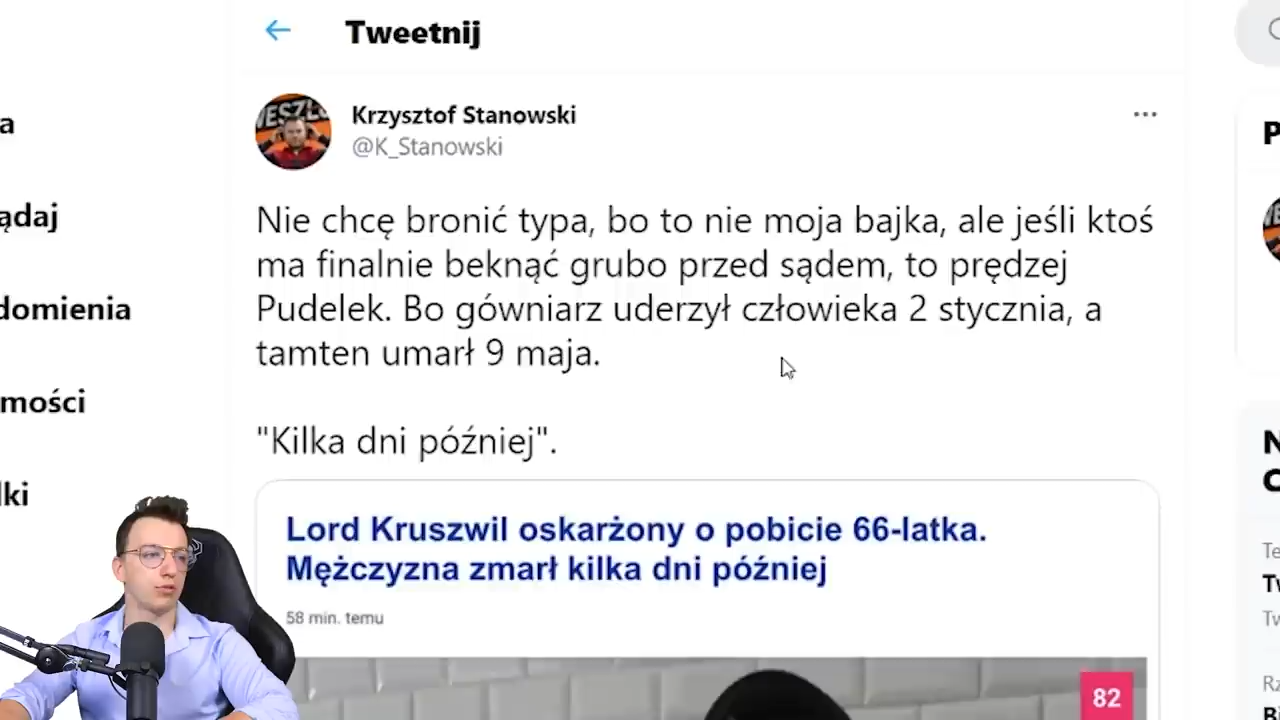 Tweetnij
a
Krzysztof Stanowski
@K_Stanowski
ądaj
Nie chcę bronić typa, bo to nie moja bajka, ale jeśli ktoś
ma finalnie beknąć grubo przed sądem, to prędzej
Pudelek. Bo gówniarz uderzył człowieka 2 stycznia, a
tamten umarł 9 maja.
domienia
mości
"Kilka dni później".
lki
Lord Kruszwil oskarżony o pobicie 66-latka.
Mężczyzna zmarł kilka dni później
58 min. temu
82
P
N
Te
Tw